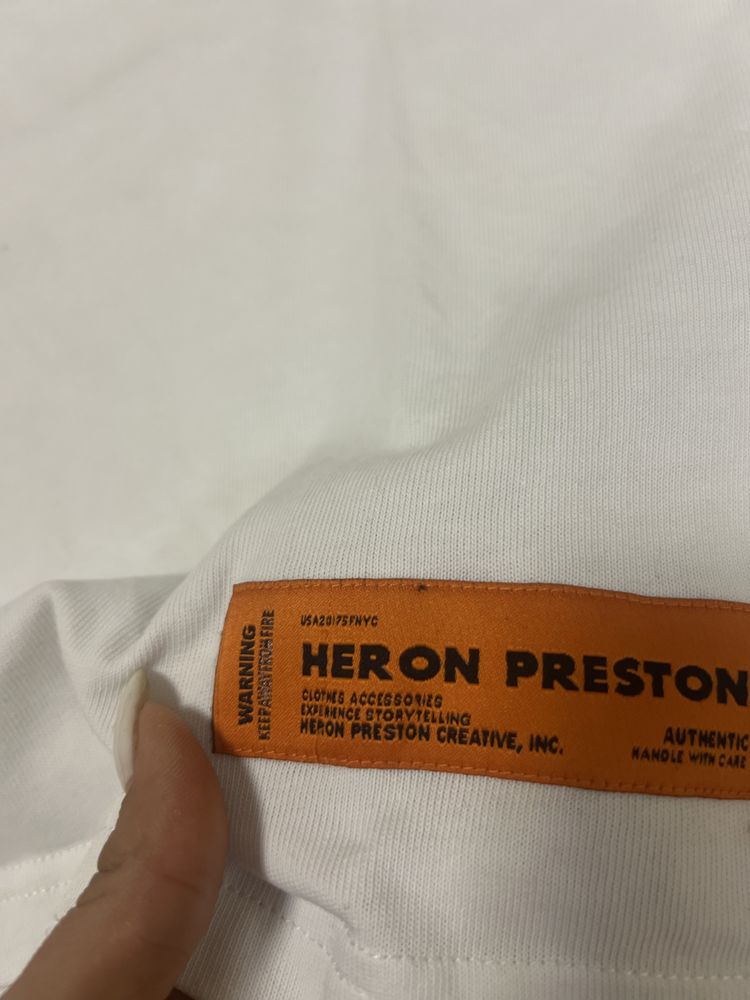 WARNING
KEEP AWAY FROM FIRE
USA20175FNYC
HERON PRESTON
CLOTHES ACCESSORIES
EXPERIENCE STORYTELLING
HERON PRESTON CREATIVE, INC.
AUTHENTIC
HANDLE WITH CARE